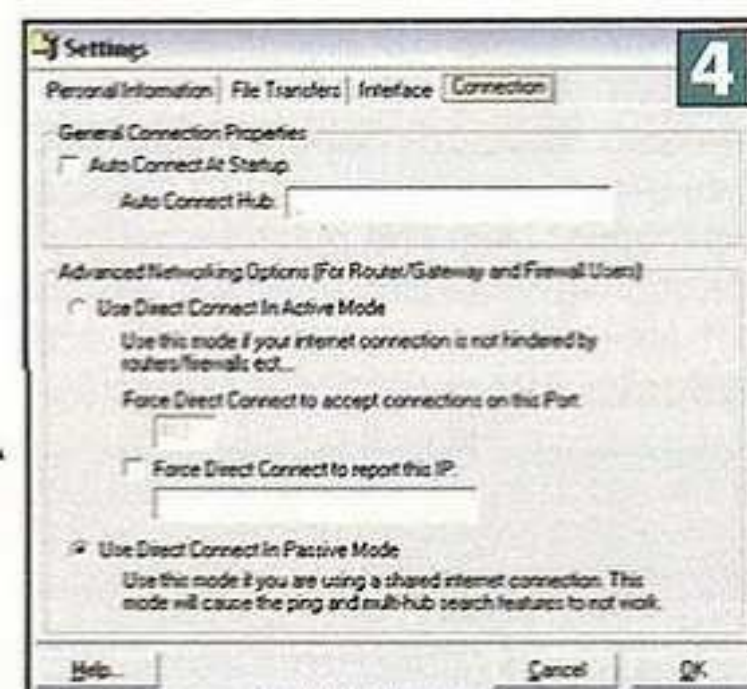 Settings
4
Personal Information File Transfers Interface Connection
General Connection Properties
Auto Connect At Startup
Auto Connect Hub:
Advanced Networking Options (For Router/Gateway and Firewall Users)
Use Direct Connect In Active Mode
Use this mode if your internet connection is not hindered by
routers/firewalls ect...
Force Direct Connect to accept connections on this Port:
Force Direct Connect to report this IP:
Use Direct Connect In Passive Mode
Use this mode if you are using a shared internet connection. This
mode will cause the ping and multi-hub search features to not work.
Help...
Cancel
OK